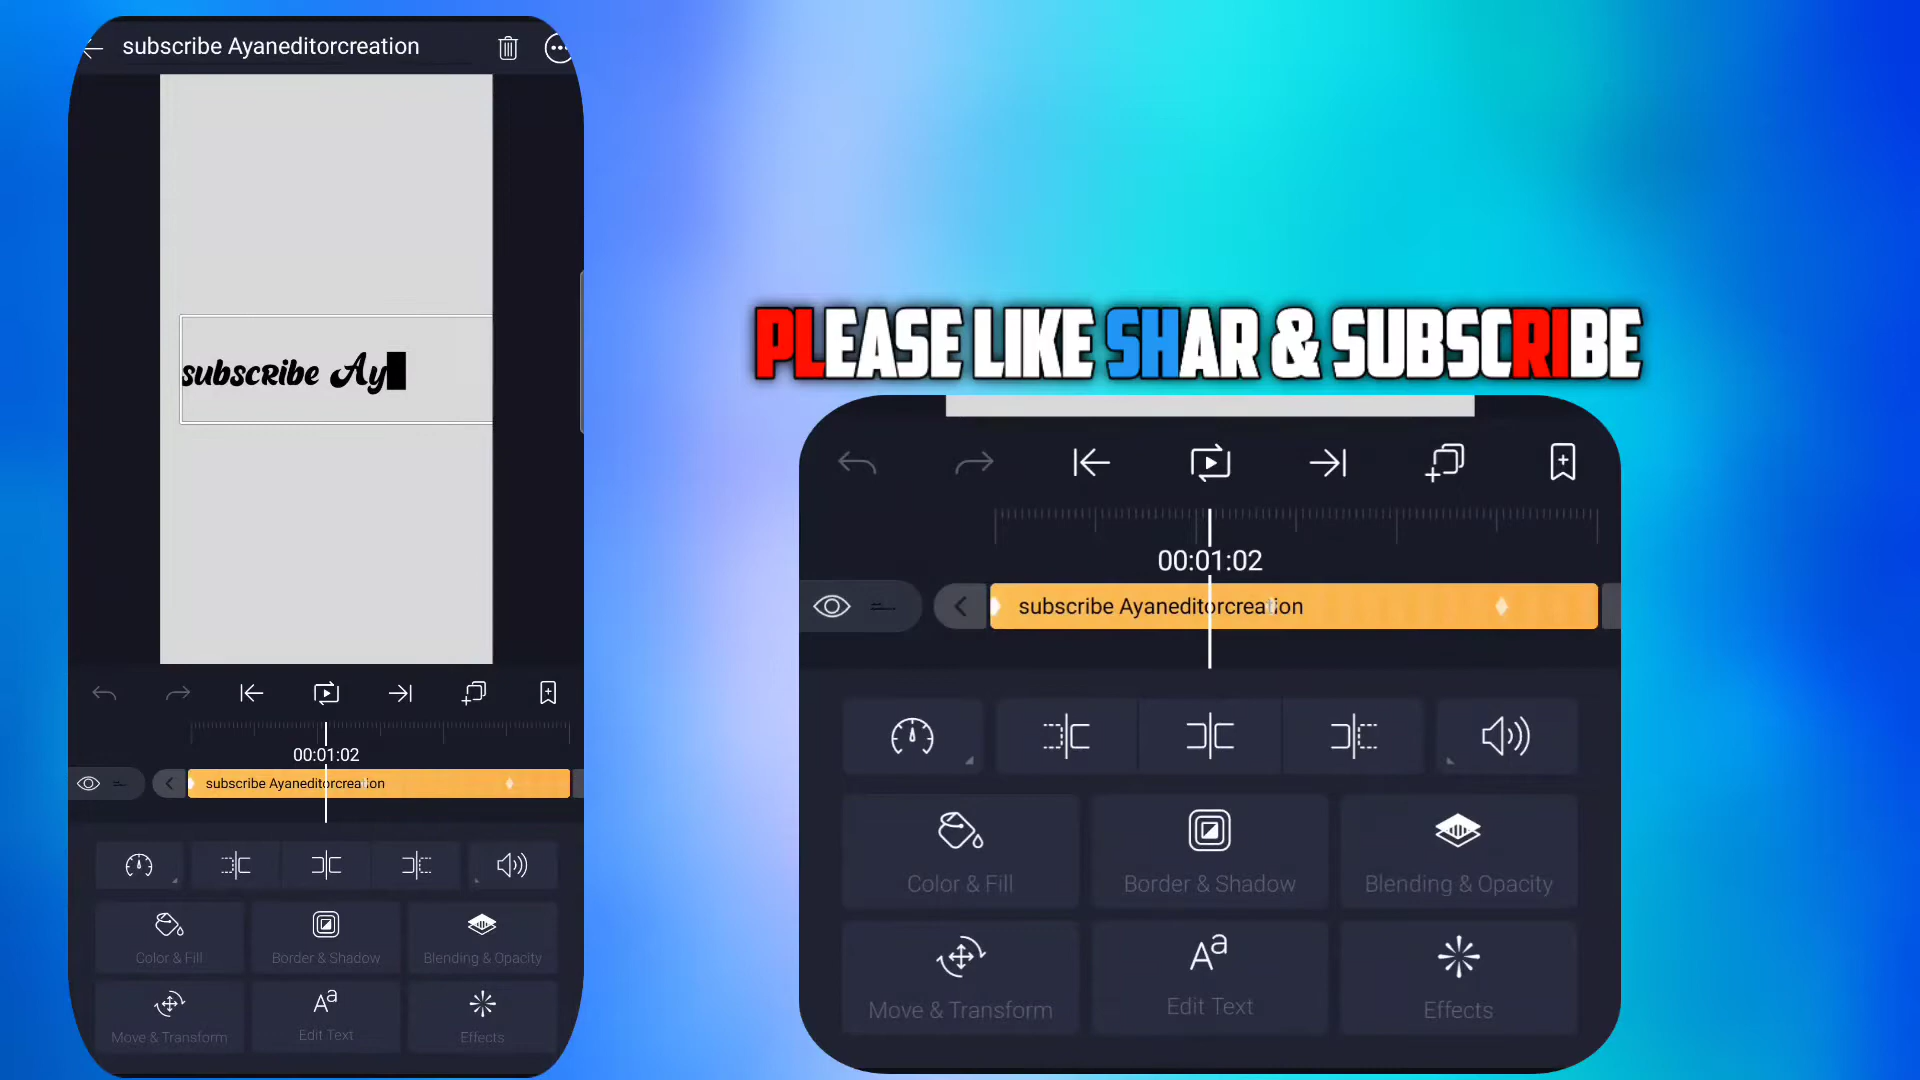 subscribe Ayaneditorcreation
subscribe Ay
00:01:02
subscribe Ayaneditorcreation
Color & Fill
Border & Shadow
Blending & Opacity
Move & Transform
Edit Text
Effects
PLEASE LIKE SHAR & SUBSCRIBE
00:01:02
subscribe Ayaneditorcreation
Color & Fill
Border & Shadow
Blending & Opacity
Move & Transform
Edit Text
Effects